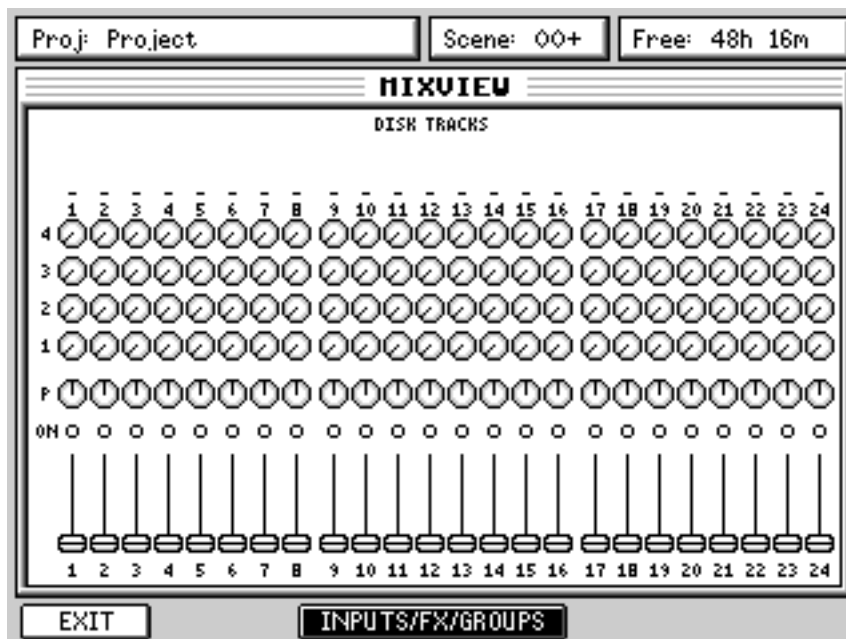 Proj: Project Scene: 00+ Free: 48h 16m
MIXVIEW
DISK TRACKS
- - - - - - - - - - - - - - - - - - - - - - - -
1 2 3 4 5 6 7 8 9 10 11 12 13 14 15 16 17 18 19 20 21 22 23 24
4
3
2
1
P
ON
1 2 3 4 5 6 7 8 9 10 11 12 13 14 15 16 17 18 19 20 21 22 23 24
EXIT INPUTS/FX/GROUPS